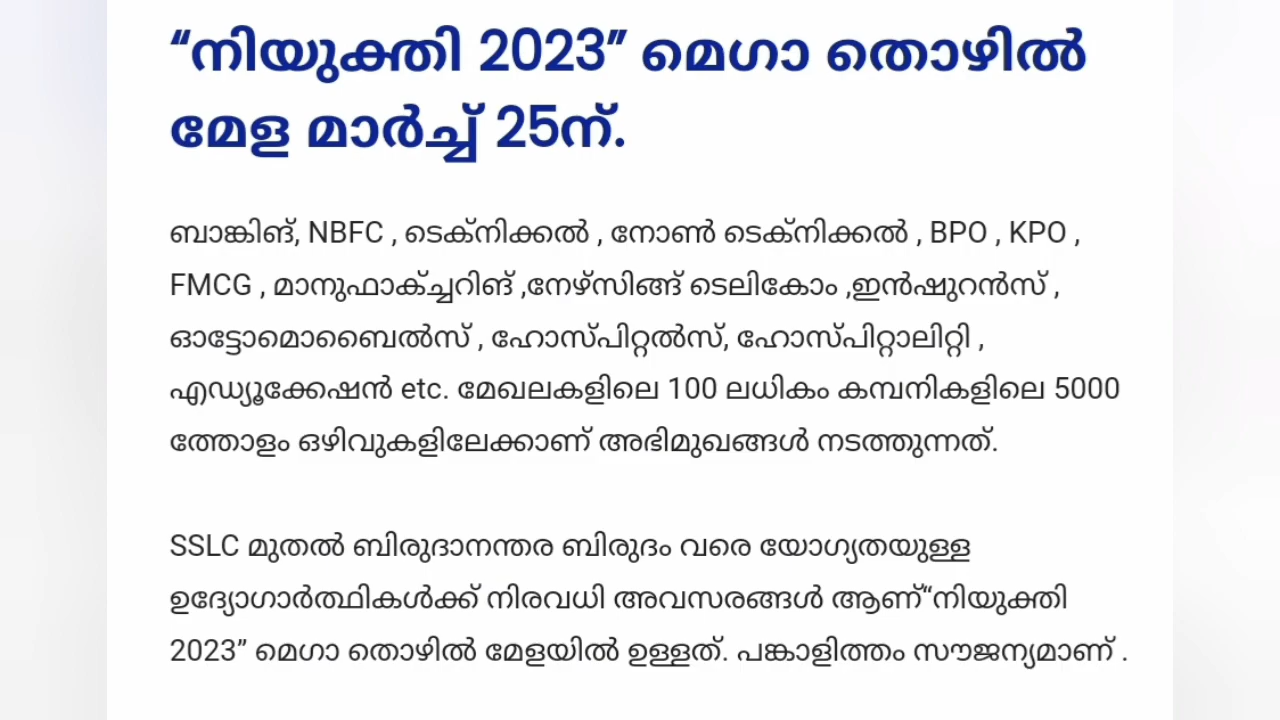 “നിയുക്തി 2023” മെഗാ തൊഴിൽ
മേള മാർച്ച് 25ന്.
ബാങ്കിങ്, NBFC , ടെക്നിക്കൽ , നോൺ ടെക്നിക്കൽ , BPO , KPO ,
FMCG , മാനുഫാക്ച്ചറിങ് ,നേഴ്സിങ്ങ് ടെലികോം ,ഇൻഷുറൻസ് ,
ഓട്ടോമൊബൈൽസ് , ഹോസ്പിറ്റൽസ്, ഹോസ്പിറ്റാലിറ്റി ,
എഡ്യൂക്കേഷൻ etc. മേഖലകളിലെ 100 ലധികം കമ്പനികളിലെ 5000
ത്തോളം ഒഴിവുകളിലേക്കാണ് അഭിമുഖങ്ങൾ നടത്തുന്നത്.
SSLC മുതൽ ബിരുദാനന്തര ബിരുദം വരെ യോഗ്യതയുള്ള
ഉദ്യോഗാർത്ഥികൾക്ക് നിരവധി അവസരങ്ങൾ ആണ്“നിയുക്തി
2023” മെഗാ തൊഴിൽ മേളയിൽ ഉള്ളത്. പങ്കാളിത്തം സൗജന്യമാണ് .